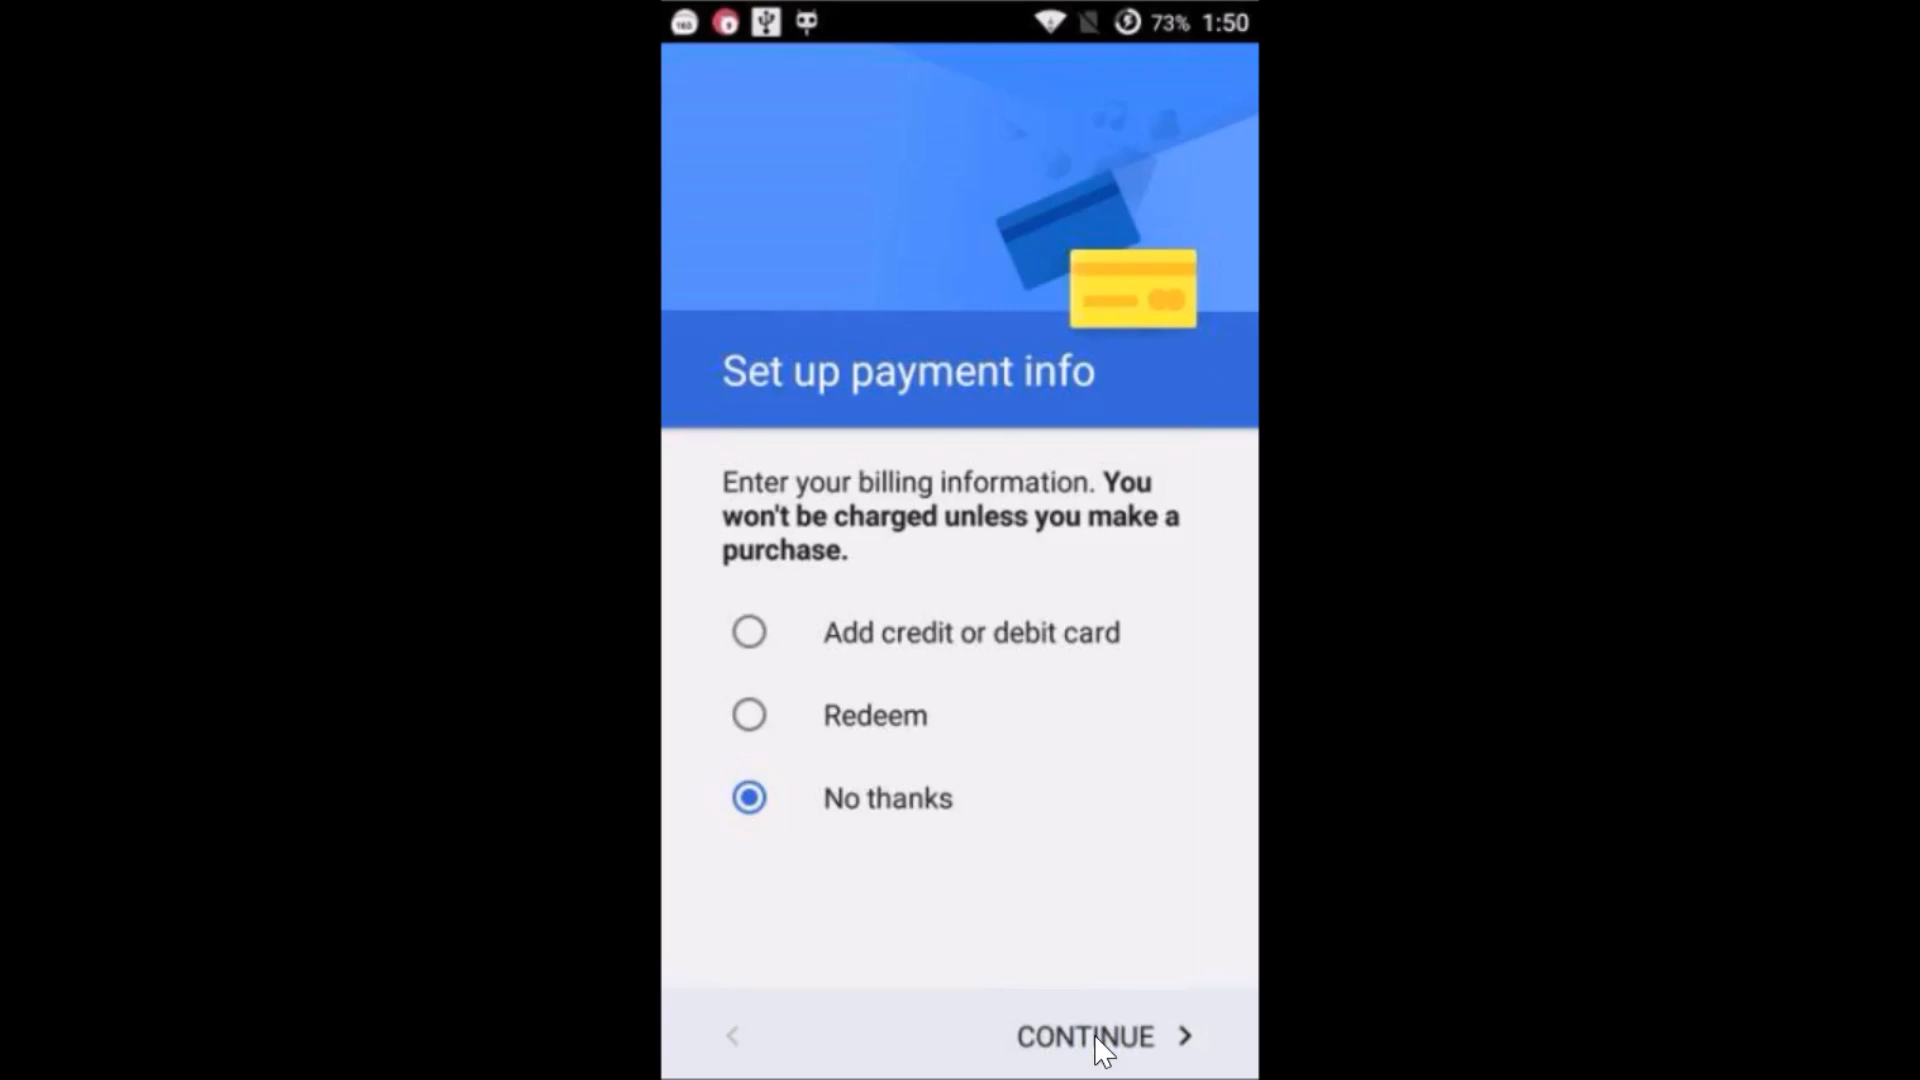 73% 1:50
Set up payment info
Enter your billing information. You
won't be charged unless you make a
purchase.
Add credit or debit card
Redeem
No thanks
CONTINUE